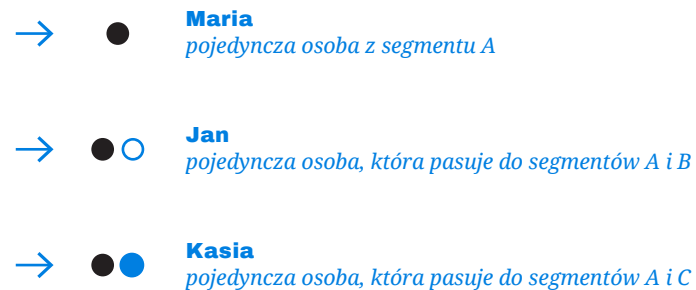 Maria
pojedyncza osoba z segmentu A
Jan
pojedyncza osoba, która pasuje do segmentów A i B
Kasia
pojedyncza osoba, która pasuje do segmentów A i C